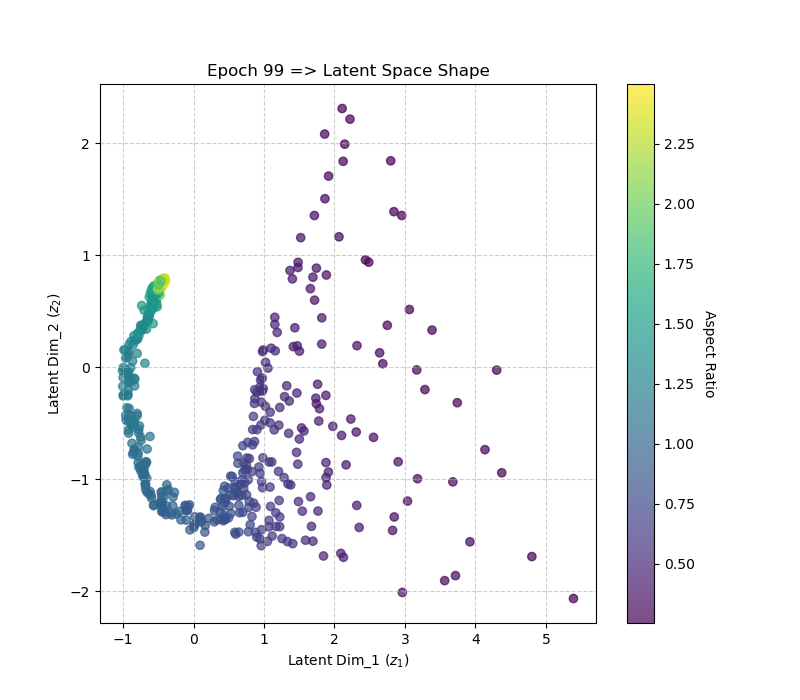 Epoch 99 => Latent Space Shape
2
1
0
−1
−2
Latent Dim_2 (z₂)
−1 0 1 2 3 4 5
Latent Dim_1 (z₁)
2.25
2.00
1.75
1.50
1.25
1.00
0.75
0.50
Aspect Ratio